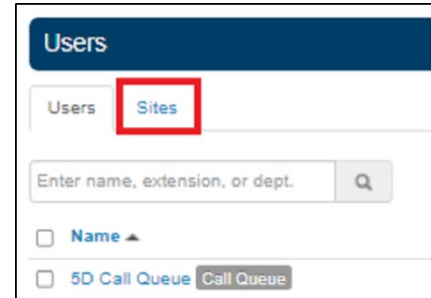 Users
Users Sites
Enter name, extension, or dept.
Name
5D Call Queue Call Queue